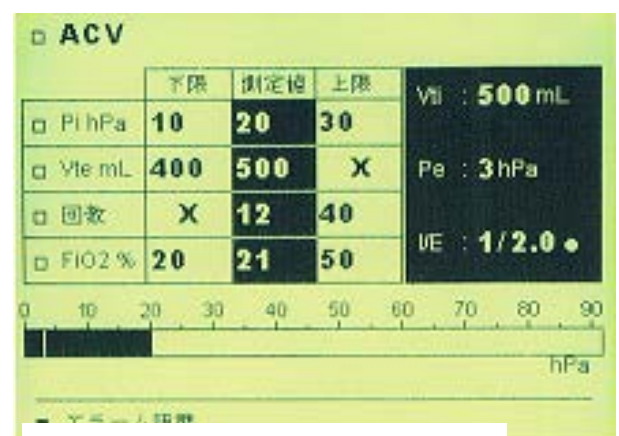 ACV
下限 測定値 上限
Pi hPa 10 20 30
Vte mL 400 500 X
回数 X 12 40
FiO2 % 20 21 50
Vti : 500 mL
Pe : 3 hPa
I/E : 1/2.0
0 10 20 30 40 50 60 70 80 90
hPa